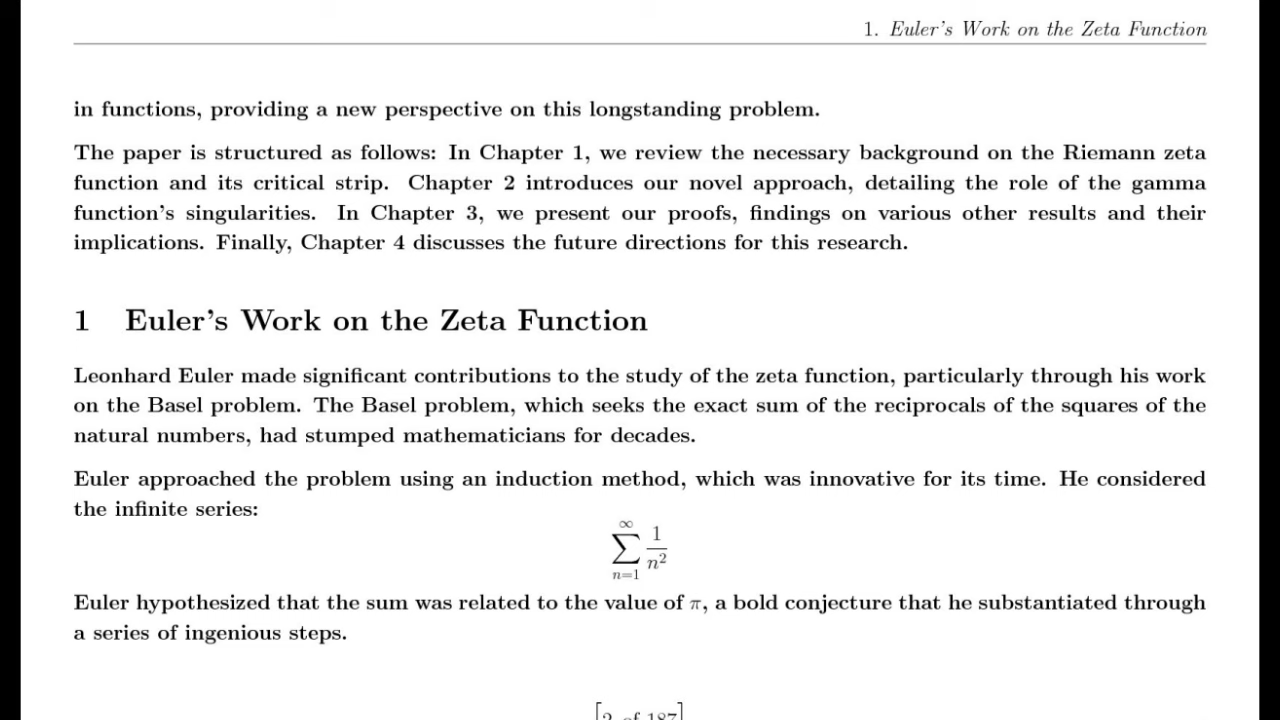 1. Euler's Work on the Zeta Function
in functions, providing a new perspective on this longstanding problem.
The paper is structured as follows: In Chapter 1, we review the necessary background on the Riemann zeta
function and its critical strip. Chapter 2 introduces our novel approach, detailing the role of the gamma
function's singularities. In Chapter 3, we present our proofs, findings on various other results and their
implications. Finally, Chapter 4 discusses the future directions for this research.
1 Euler's Work on the Zeta Function
Leonhard Euler made significant contributions to the study of the zeta function, particularly through his work
on the Basel problem. The Basel problem, which seeks the exact sum of the reciprocals of the squares of the
natural numbers, had stumped mathematicians for decades.
Euler approached the problem using an induction method, which was innovative for its time. He considered
the infinite series:
∞
∑ 1
n²
n=1
Euler hypothesized that the sum was related to the value of π, a bold conjecture that he substantiated through
a series of ingenious steps.
[2 of 187]